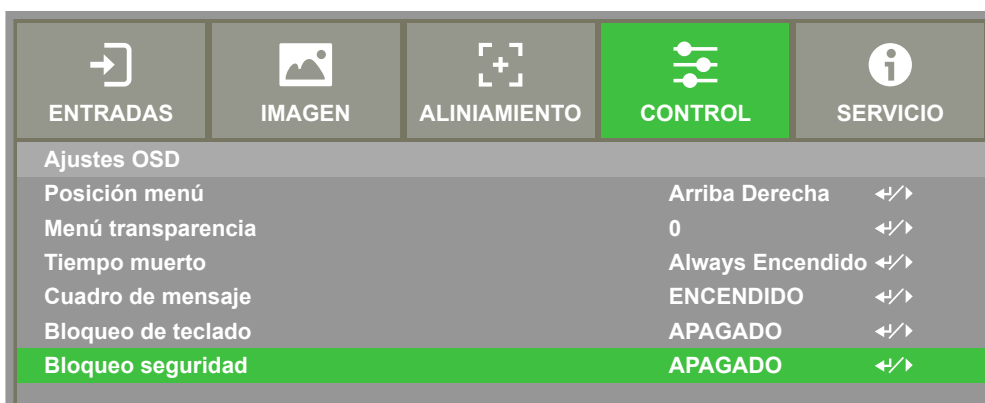 ENTRADAS IMAGEN ALINIAMIENTO CONTROL SERVICIO
Ajustes OSD
Posición menú Arriba Derecha
Menú transparencia 0
Tiempo muerto Always Encendido
Cuadro de mensaje ENCENDIDO
Bloqueo de teclado APAGADO
Bloqueo seguridad APAGADO